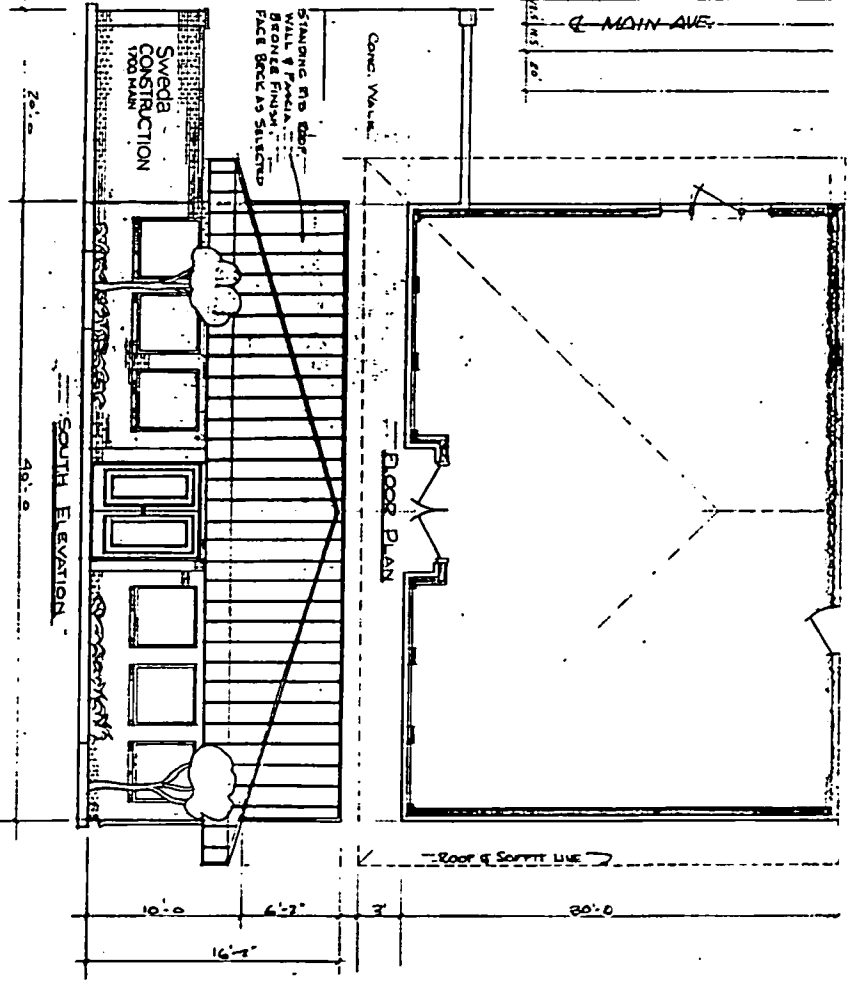 ℄ MAIN AVE.
20'
CONC. WALK
STANDING RIB ROOF
WALL & FASCIA
BRONZE FINISH,
FACE BRICK AS SELECTED
Sweda
CONSTRUCTION
1700 MAIN
20'-0
40'-0
SOUTH ELEVATION
FLOOR PLAN
ROOF & SOFFIT LINE
10'-0
6'-2"
3'
30'-0
16'-2"